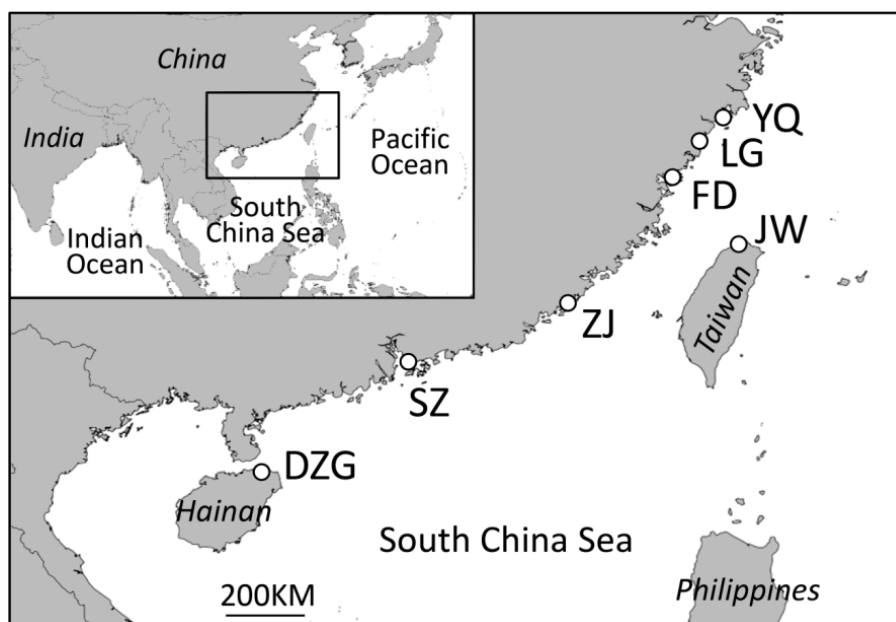 China
India
Pacific
Ocean
South
China Sea
Indian
Ocean
YQ
LG
FD
JW
ZJ
Taiwan
SZ
DZG
Hainan
South China Sea
Philippines
200KM